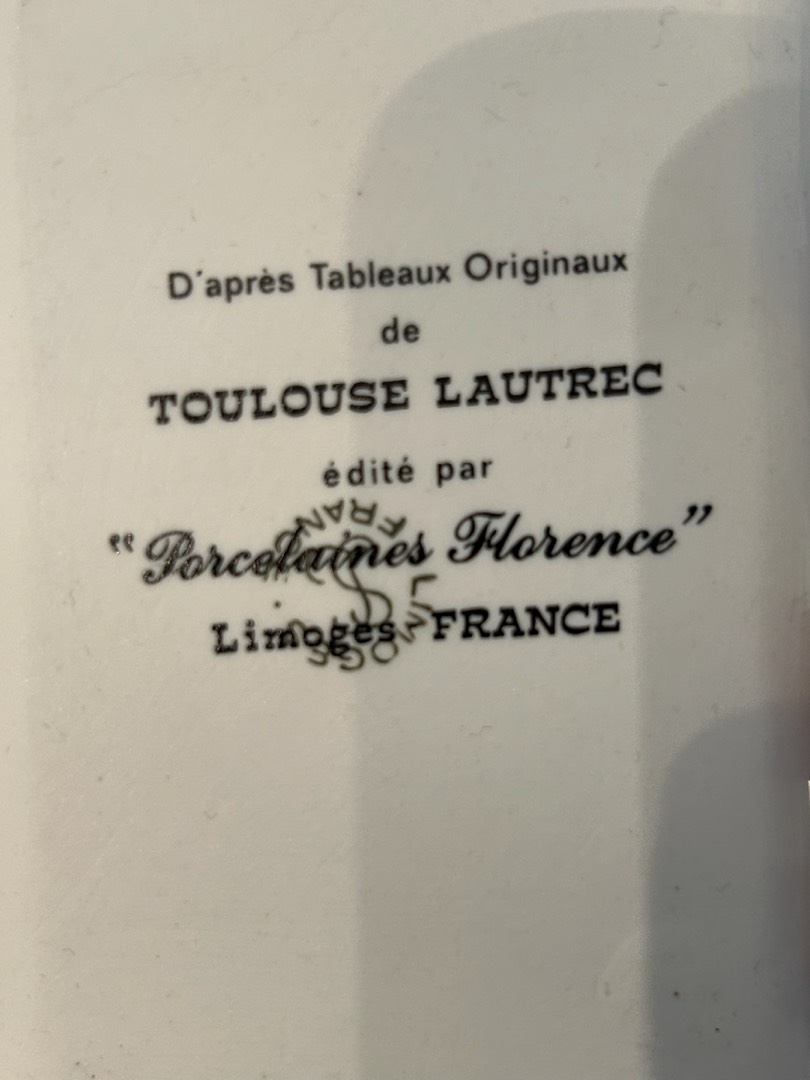 D'après Tableaux Originaux
de
TOULOUSE LAUTREC
édité par
"Porcelaines Florence"
Limoges FRANCE